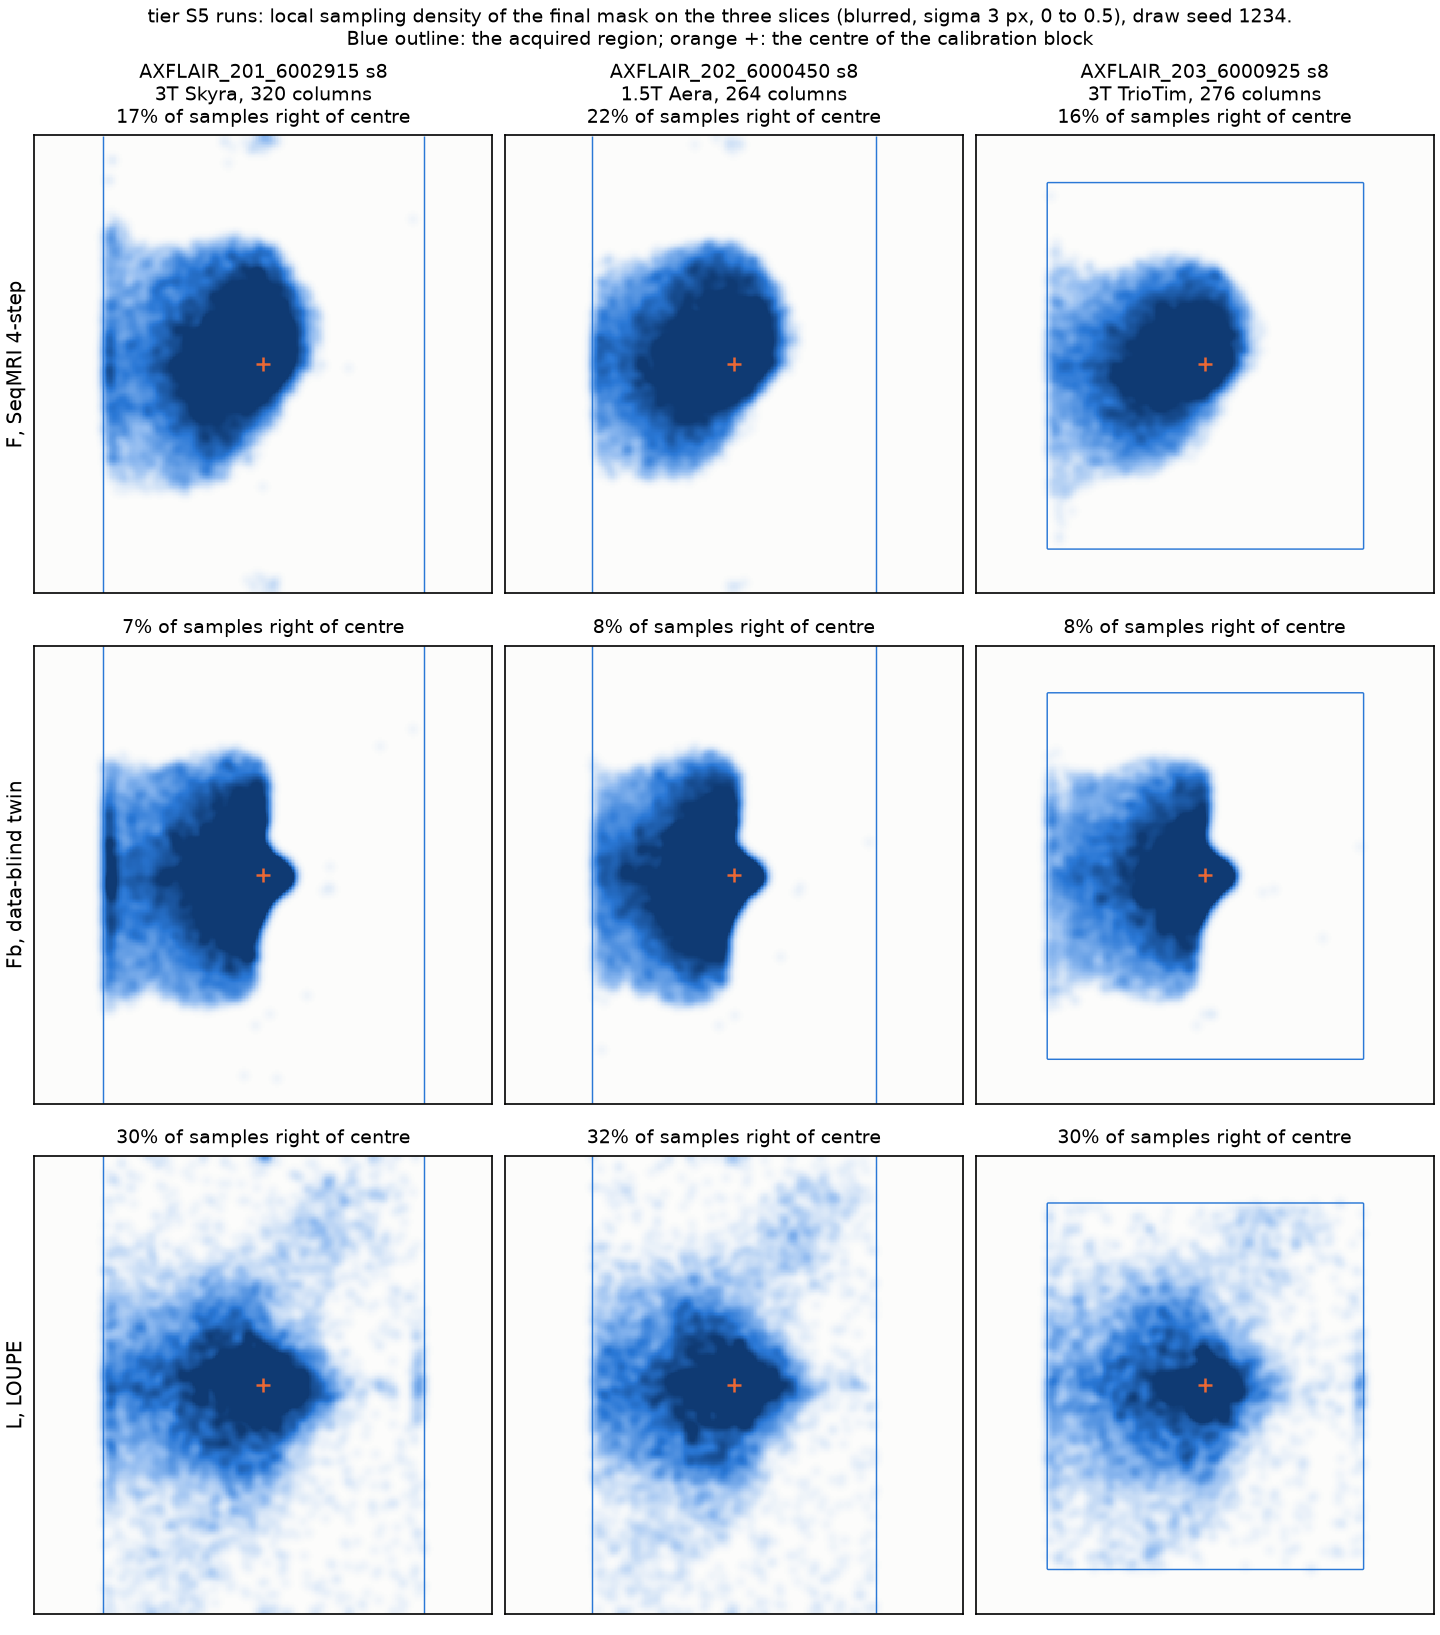 tier S5 runs: local sampling density of the final mask on the three slices (blurred, sigma 3 px, 0 to 0.5), draw seed 1234.
Blue outline: the acquired region; orange +: the centre of the calibration block
AXFLAIR_201_6002915 s8
3T Skyra, 320 columns
17% of samples right of centre
AXFLAIR_202_6000450 s8
1.5T Aera, 264 columns
22% of samples right of centre
AXFLAIR_203_6000925 s8
3T TrioTim, 276 columns
16% of samples right of centre
F, SeqMRI 4-step
7% of samples right of centre
8% of samples right of centre
8% of samples right of centre
Fb, data-blind twin
30% of samples right of centre
32% of samples right of centre
30% of samples right of centre
L, LOUPE